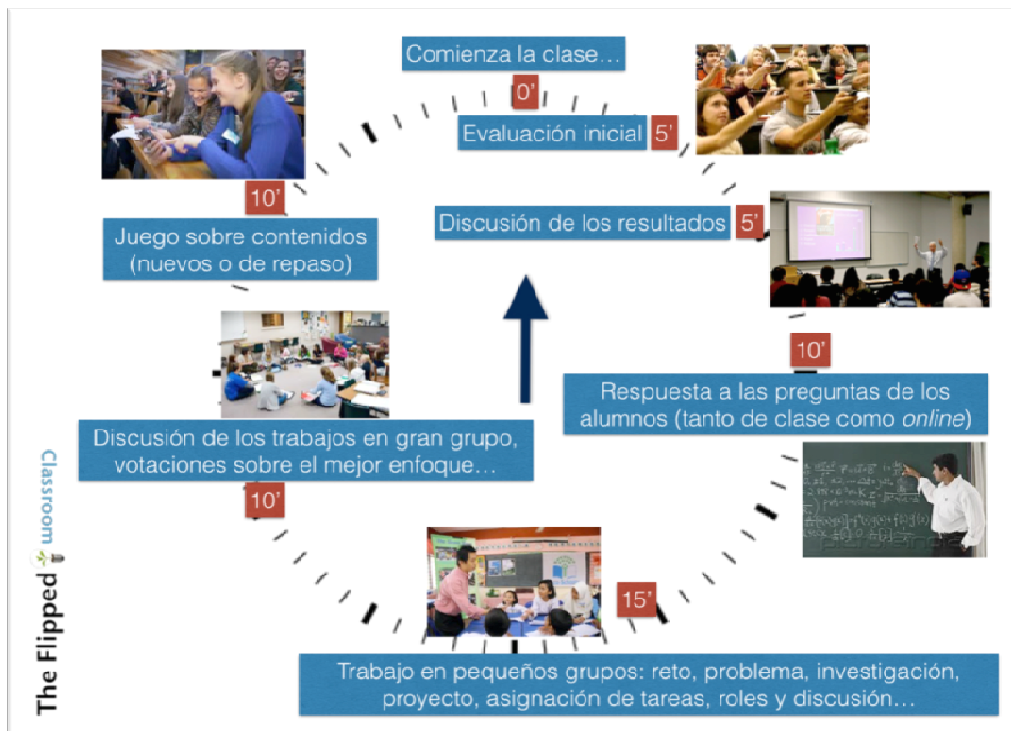 Comienza la clase…
0'
Evaluación inicial
5'
Discusión de los resultados
5'
10'
Respuesta a las preguntas de los
alumnos (tanto de clase como online)
15'
Trabajo en pequeños grupos: reto, problema, investigación,
proyecto, asignación de tareas, roles y discusión…
Discusión de los trabajos en gran grupo,
votaciones sobre el mejor enfoque…
10'
10'
Juego sobre contenidos
(nuevos o de repaso)
The Flipped Classroom